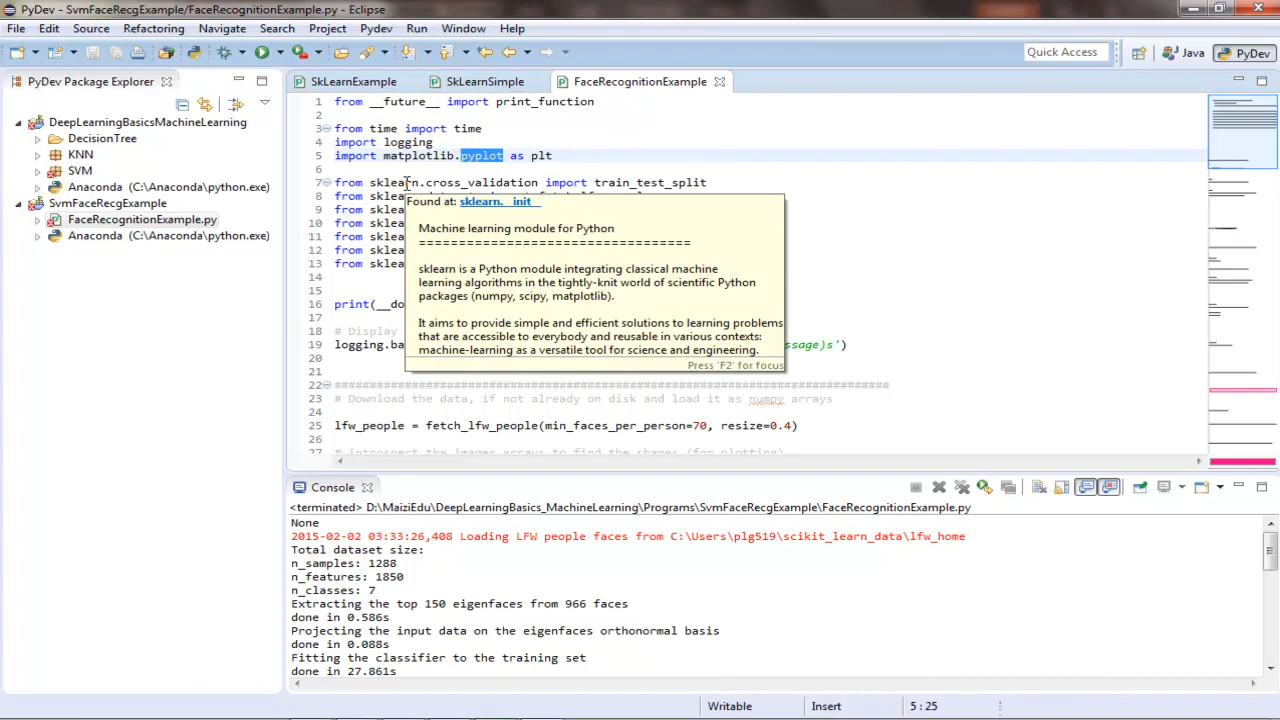 PyDev - SvmFaceRecgExample/FaceRecognitionExample.py - Eclipse
File Edit Source Refactoring Navigate Search Project Pydev Run Window Help
Quick Access
Java
PyDev
PyDev Package Explorer
DeepLearningBasicsMachineLearning
DecisionTree
KNN
SVM
Anaconda (C:\Anaconda\python.exe)
SvmFaceRecgExample
FaceRecognitionExample.py
Anaconda (C:\Anaconda\python.exe)
SkLearnExample
SkLearnSimple
FaceRecognitionExample
1 from __future__ import print_function
2
3 from time import time
4 import logging
5 import matplotlib.pyplot as plt
6
7 from sklearn.cross_validation import train_test_split
8 from sklea
9 from sklea
10 from sklea
11 from sklea
12 from sklea
13 from sklea
14
15
16 print(__do
17
18 # Display
19 logging.ba ssage)s')
20
21
22 ###############################################################################
23 # Download the data, if not already on disk and load it as numpy arrays
24
25 lfw_people = fetch_lfw_people(min_faces_per_person=70, resize=0.4)
26
27 # introspect the images arrays to find the shapes (for plotting)
Found at: sklearn.__init__
Machine learning module for Python
==================================
sklearn is a Python module integrating classical machine
learning algorithms in the tightly-knit world of scientific Python
packages (numpy, scipy, matplotlib).
It aims to provide simple and efficient solutions to learning problems
that are accessible to everybody and reusable in various contexts:
machine-learning as a versatile tool for science and engineering.
Press 'F2' for focus
Console
<terminated> D:\MaiziEdu\DeepLearningBasics_MachineLearning\Programs\SvmFaceRecgExample\FaceRecognitionExample.py
None
2015-02-02 03:33:26,408 Loading LFW people faces from C:\Users\plg519\scikit_learn_data\lfw_home
Total dataset size:
n_samples: 1288
n_features: 1850
n_classes: 7
Extracting the top 150 eigenfaces from 966 faces
done in 0.586s
Projecting the input data on the eigenfaces orthonormal basis
done in 0.088s
Fitting the classifier to the training set
done in 27.861s
Writable
Insert
5 : 25